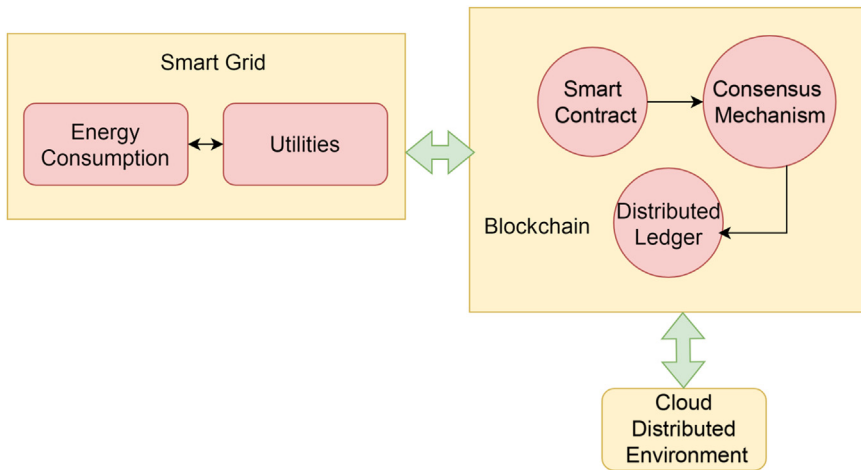 Smart Grid
Energy
Consumption
Utilities
Smart
Contract
Consensus
Mechanism
Distributed
Ledger
Blockchain
Cloud
Distributed
Environment